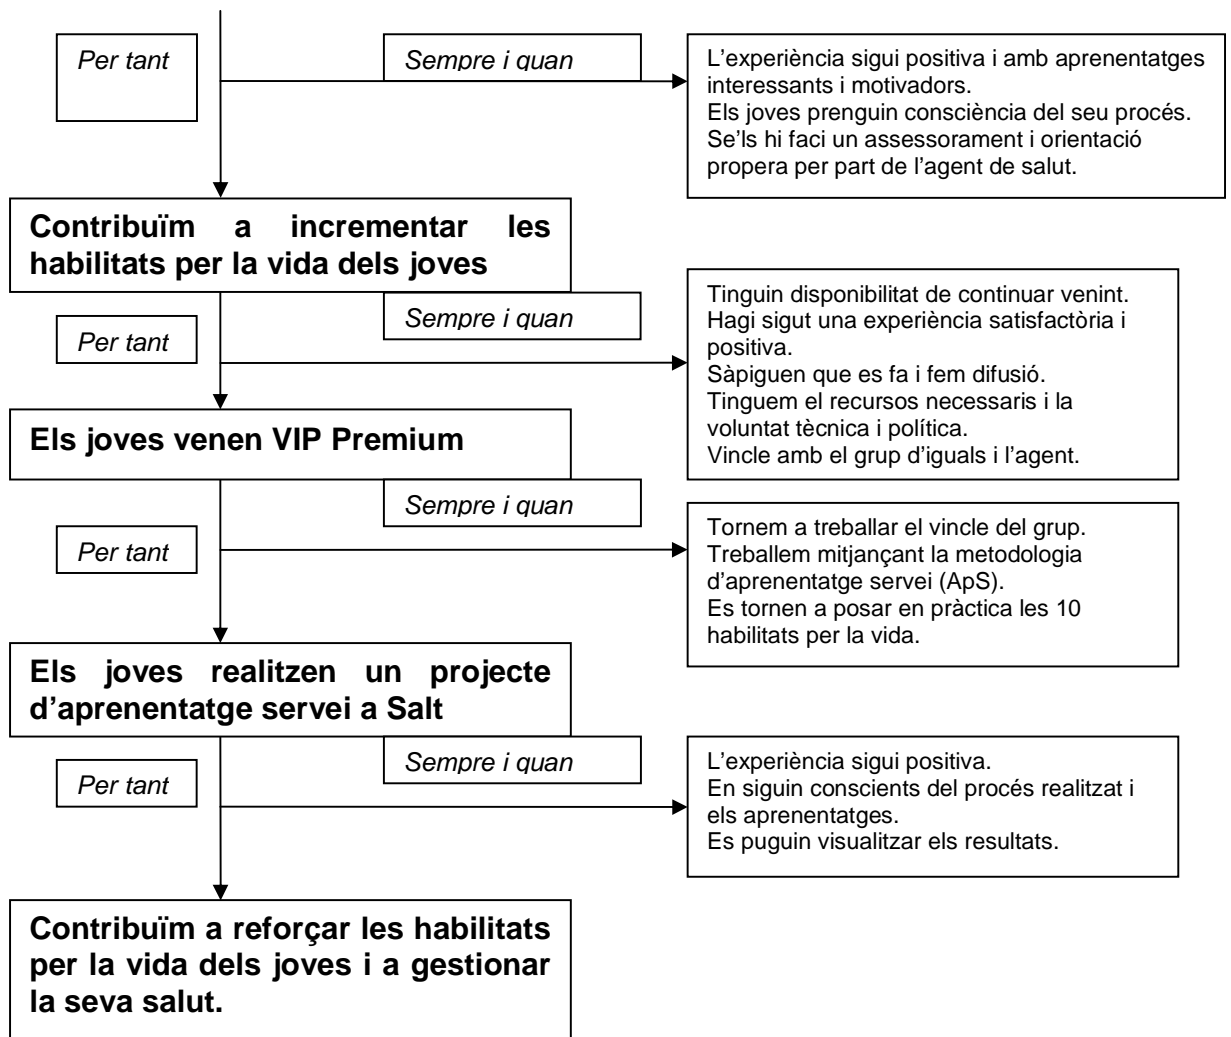 Per tant
Sempre i quan
L'experiència sigui positiva i amb aprenentatges
interessants i motivadors.
Els joves prenguin consciència del seu procés.
Se'ls hi faci un assessorament i orientació
propera per part de l'agent de salut.
Contribuïm a incrementar les
habilitats per la vida dels joves
Sempre i quan
Per tant
Tinguin disponibilitat de continuar venint.
Hagi sigut una experiència satisfactòria i
positiva.
Sàpiguen que es fa i fem difusió.
Tinguem el recursos necessaris i la
voluntat tècnica i política.
Vincle amb el grup d'iguals i l'agent.
Els joves venen VIP Premium
Sempre i quan
Per tant
Tornem a treballar el vincle del grup.
Treballem mitjançant la metodologia
d'aprenentatge servei (ApS).
Es tornen a posar en pràctica les 10
habilitats per la vida.
Els joves realitzen un projecte
d'aprenentatge servei a Salt
Sempre i quan
Per tant
L'experiència sigui positiva.
En siguin conscients del procés realitzat i
els aprenentatges.
Es puguin visualitzar els resultats.
Contribuïm a reforçar les habilitats
per la vida dels joves i a gestionar
la seva salut.